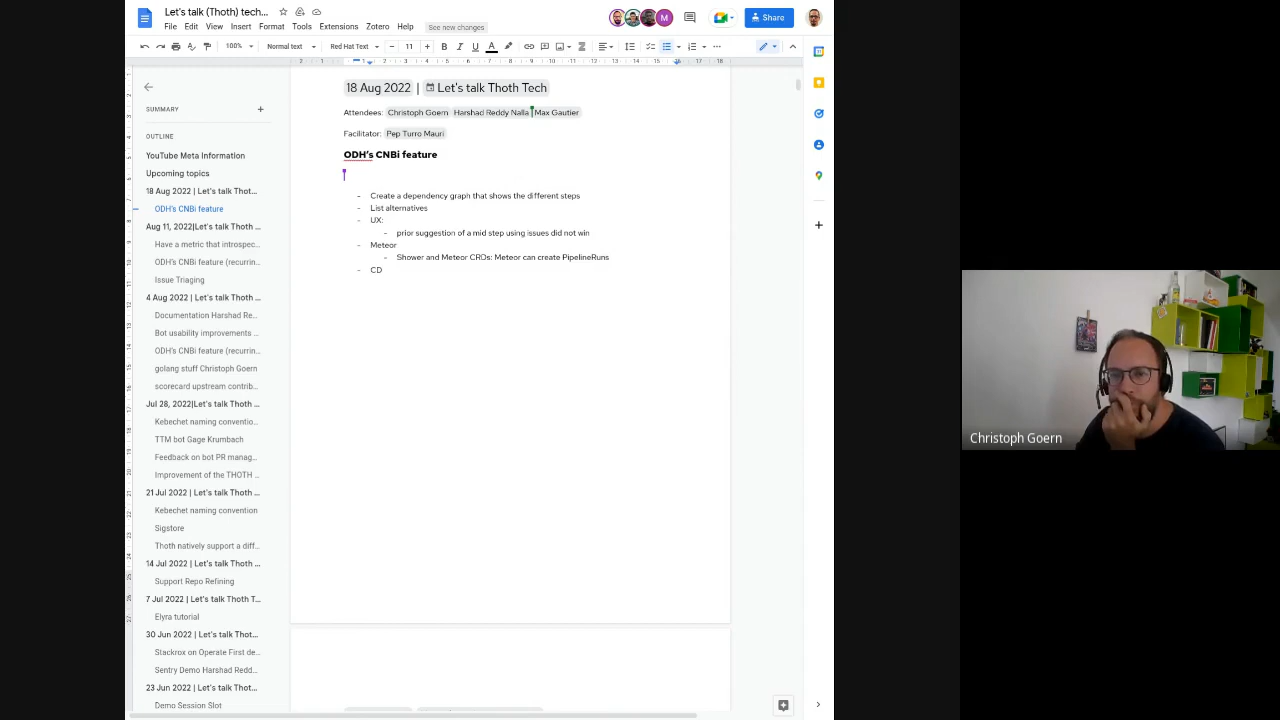 Let's talk (Thoth) tech...
File Edit View Insert Format Tools Extensions Zotero Help
See new changes
M
Share
100% Normal text Red Hat Text 11
SUMMARY
OUTLINE
YouTube Meta Information
Upcoming topics
18 Aug 2022 | Let's talk Thot...
ODH's CNBi feature
Aug 11, 2022|Let's talk Thoth ...
Have a metric that introspec...
ODH's CNBi feature (recurrin...
Issue Triaging
4 Aug 2022 | Let's talk Thoth ...
Documentation Harshad Re...
Bot usability improvements ...
ODH's CNBi feature (recurrin...
golang stuff Christoph Goern
scorecard upstream contrib...
Jul 28, 2022|Let's talk Thoth ...
Kebechet naming conventio...
TTM bot Gage Krumbach
Feedback on bot PR manag...
Improvement of the THOTH ...
21 Jul 2022 | Let's talk Thoth ...
Kebechet naming convention
Sigstore
Thoth natively support a diff...
14 Jul 2022 | Let's talk Thoth ...
Support Repo Refining
7 Jul 2022 | Let's talk Thoth T...
Elyra tutorial
30 Jun 2022 | Let's talk Thot...
Stackrox on Operate First de...
Sentry Demo Harshad Redd...
23 Jun 2022 | Let's talk Thot...
Demo Session Slot
18 Aug 2022 | Let's talk Thoth Tech
Attendees: Christoph Goern Harshad Reddy Nalla Max Gautier
Facilitator: Pep Turro Mauri
ODH's CNBi feature
- Create a dependency graph that shows the different steps
- List alternatives
- UX:
- prior suggestion of a mid step using issues did not win
- Meteor
- Shower and Meteor CRDs: Meteor can create PipelineRuns
- CD
Christoph Goern